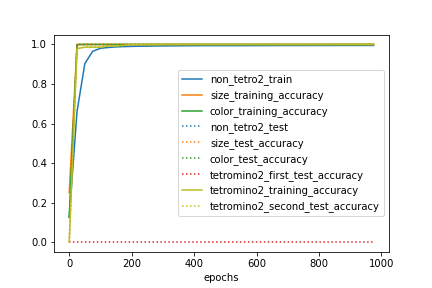 1.0
0.8
0.6
0.4
0.2
0.0
non_tetro2_train
size_training_accuracy
color_training_accuracy
non_tetro2_test
size_test_accuracy
color_test_accuracy
tetromino2_first_test_accuracy
tetromino2_training_accuracy
tetromino2_second_test_accuracy
0 200 400 600 800 1000
epochs